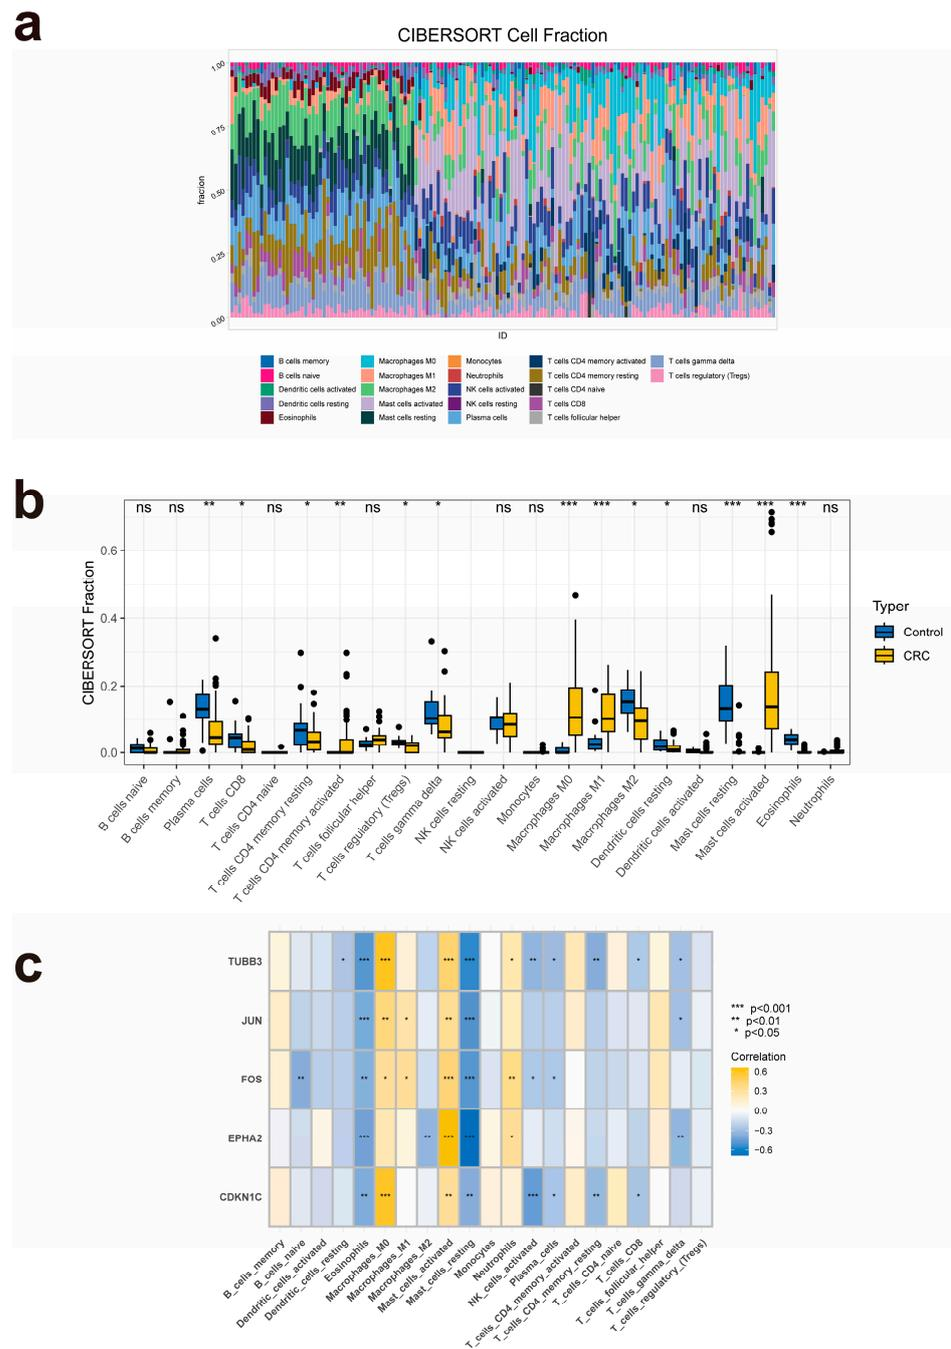 a
CIBERSORT Cell Fraction
1.00
0.75
0.50
0.25
0.00
fraction
ID
B cells memory
B cells naive
Dendritic cells activated
Dendritic cells resting
Eosinophils
Macrophages M0
Macrophages M1
Macrophages M2
Mast cells activated
Mast cells resting
Monocytes
Neutrophils
NK cells activated
NK cells resting
Plasma cells
T cells CD4 memory activated
T cells CD4 memory resting
T cells CD4 naive
T cells CD8
T cells follicular helper
T cells gamma delta
T cells regulatory (Tregs)
b
ns ns ** * ns * ** ns * * ns ns *** *** * * ns *** *** *** ns
CIBERSORT Fraction
0.6
0.4
0.2
0.0
B cells naive
B cells memory
Plasma cells
T cells CD8
T cells CD4 naive
T cells CD4 memory resting
T cells CD4 memory activated
T cells follicular helper
T cells regulatory (Tregs)
T cells gamma delta
NK cells resting
NK cells activated
Monocytes
Macrophages M0
Macrophages M1
Macrophages M2
Dendritic cells resting
Dendritic cells activated
Mast cells resting
Mast cells activated
Eosinophils
Neutrophils
Typer
Control
CRC
c
TUBB3 * *** *** *** *** * ** * ** * *
JUN *** ** * ** *** *
FOS ** ** * * *** *** ** * *
EPHA2 *** ** *** *** * **
CDKN1C ** *** ** ** *** * ** *
B_cells_memory
B_cells_naive
Dendritic_cells_activated
Dendritic_cells_resting
Eosinophils
Macrophages_M0
Macrophages_M1
Macrophages_M2
Mast_cells_activated
Mast_cells_resting
Monocytes
Neutrophils
NK_cells_activated
Plasma_cells
T_cells_CD4_memory_activated
T_cells_CD4_memory_resting
T_cells_CD4_naive
T_cells_CD8
T_cells_follicular_helper
T_cells_gamma_delta
T_cells_regulatory_(Tregs)
*** p<0.001
** p<0.01
* p<0.05
Correlation
0.6
0.3
0.0
−0.3
−0.6